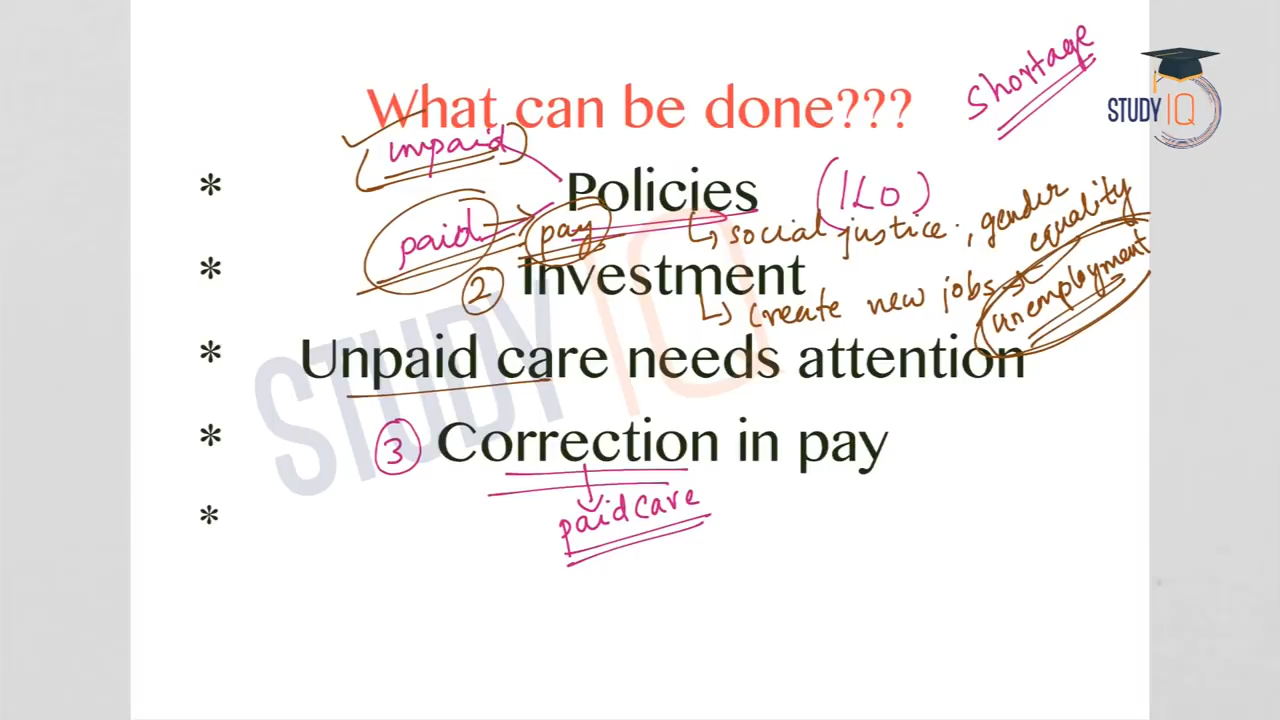 shortage
STUDY IQ
What can be done???
unpaid
* Policies (ILO)
paid → pay ↳ social justice, gender equality
* ② Investment
↳ create new jobs → unemployment
* Unpaid care needs attention
* ③ Correction in pay
* paid care
STUDY IQ